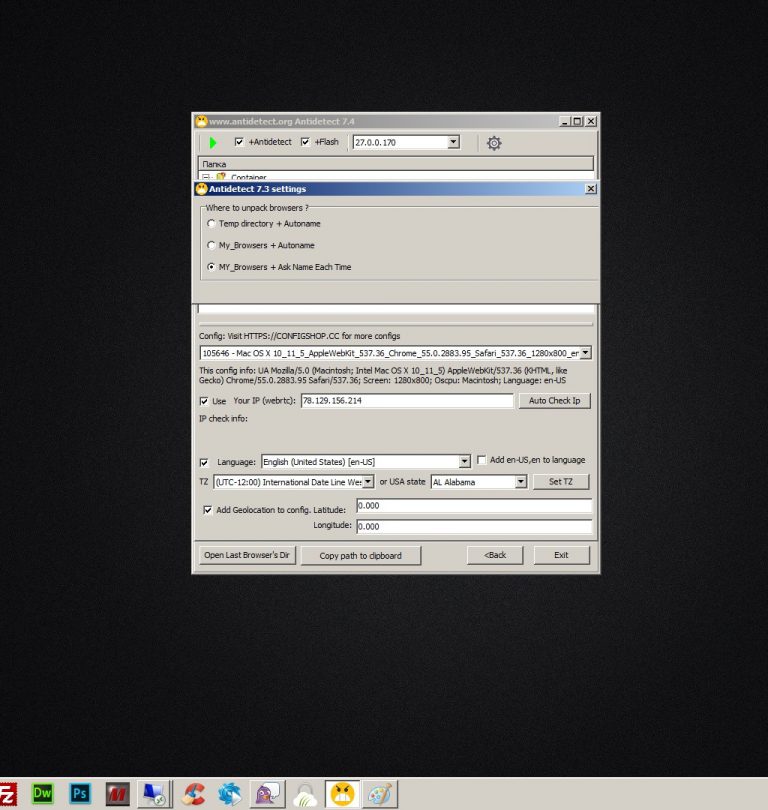 www.antidetect.org Antidetect 7.4
+Antidetect +Flash 27.0.0.170
Папка
Container
Antidetect 7.3 settings
Where to unpack browsers ?
Temp directory + Autoname
My_Browsers + Autoname
MY_Browsers + Ask Name Each Time
Config: Visit HTTPS://CONFIGSHOP.CC for more configs
105646 - Mac OS X 10_11_5_AppleWebKit_537.36_Chrome_55.0.2883.95_Safari_537.36_1280x800_er
This config info: UA Mozilla/5.0 (Macintosh; Intel Mac OS X 10_11_5) AppleWebKit/537.36 (KHTML, like
Gecko) Chrome/55.0.2883.95 Safari/537.36; Screen: 1280x800; Oscpu: Macintosh; Language: en-US
Use Your IP (webrtc): 78.129.156.214 Auto Check Ip
IP check info:
Language: English (United States) [en-US] Add en-US,en to language
TZ (UTC-12:00) International Date Line Wes or USA state AL Alabama Set TZ
Add Geolocation to config. Latitude: 0.000
Longitude: 0.000
Open Last Browser's Dir Copy path to clipboard <Back Exit
Fz Dw Ps M